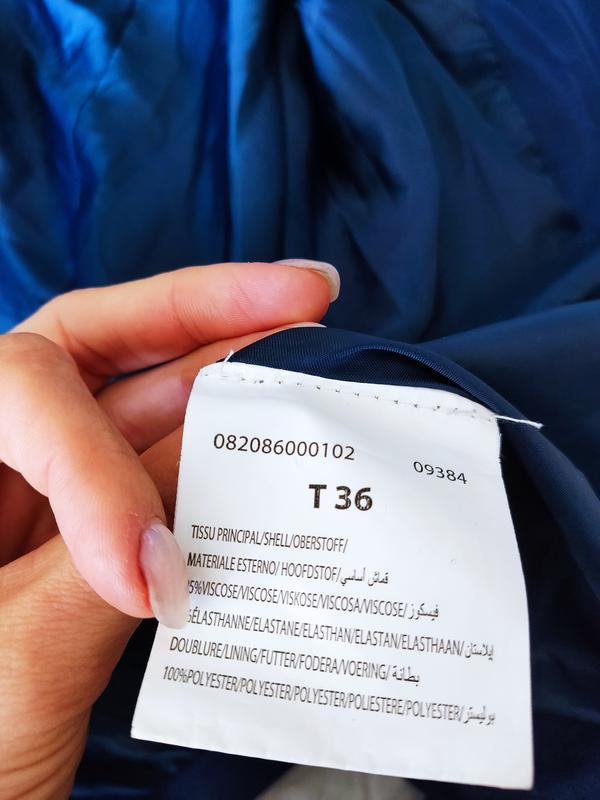 082086000102
09384
T 36
TISSU PRINCIPAL/SHELL/OBERSTOFF/
MATERIALE ESTERNO/ HOOFDSTOF/قماش أساسي
5%VISCOSE/VISCOSE/VISKOSE/VISCOSA/VISCOSE/فيسكوز
ÉLASTHANNE/ELASTANE/ELASTHAN/ELASTAN/ELASTHAAN/إيلاستان
DOUBLURE/LINING/FUTTER/FODERA/VOERING/بطانة
100%POLYESTER/POLYESTER/POLYESTER/POLIESTERE/POLYESTER/بوليستر